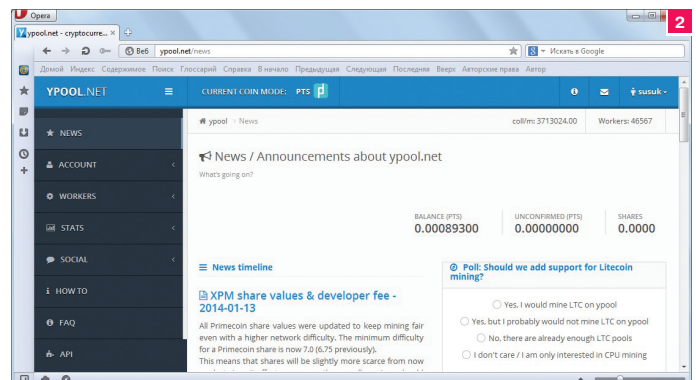 Opera
2
ypool.net - cryptocurre...
Веб ypool.net/news
Искать в Google
Домой Индекс Содержимое Поиск Глоссарий Справка В начало Предыдущая Следующая Последняя Вверх Авторские права Автор
YPOOL.NET
CURRENT COIN MODE: PTS
susuk
ypool News
coll/m: 3713024.00 Workers: 46567
NEWS
ACCOUNT
WORKERS
STATS
SOCIAL
HOW TO
FAQ
API
News / Announcements about ypool.net
What's going on?
BALANCE (PTS) UNCONFIRMED (PTS) SHARES
0.00089300 0.00000000 0.0000
News timeline
XPM share values & developer fee -
2014-01-13
All Primecoin share values were updated to keep mining fair
even with a higher network difficulty. The minimum difficulty
for a Primecoin share is now 7.0 (6.75 previously).
This means that shares will be slightly more scarce from now
Poll: Should we add support for Litecoin
mining?
Yes, I would mine LTC on ypool
Yes, but I probably would not mine LTC on ypool
No, there are already enough LTC pools
I don't care / I am only interested in CPU mining